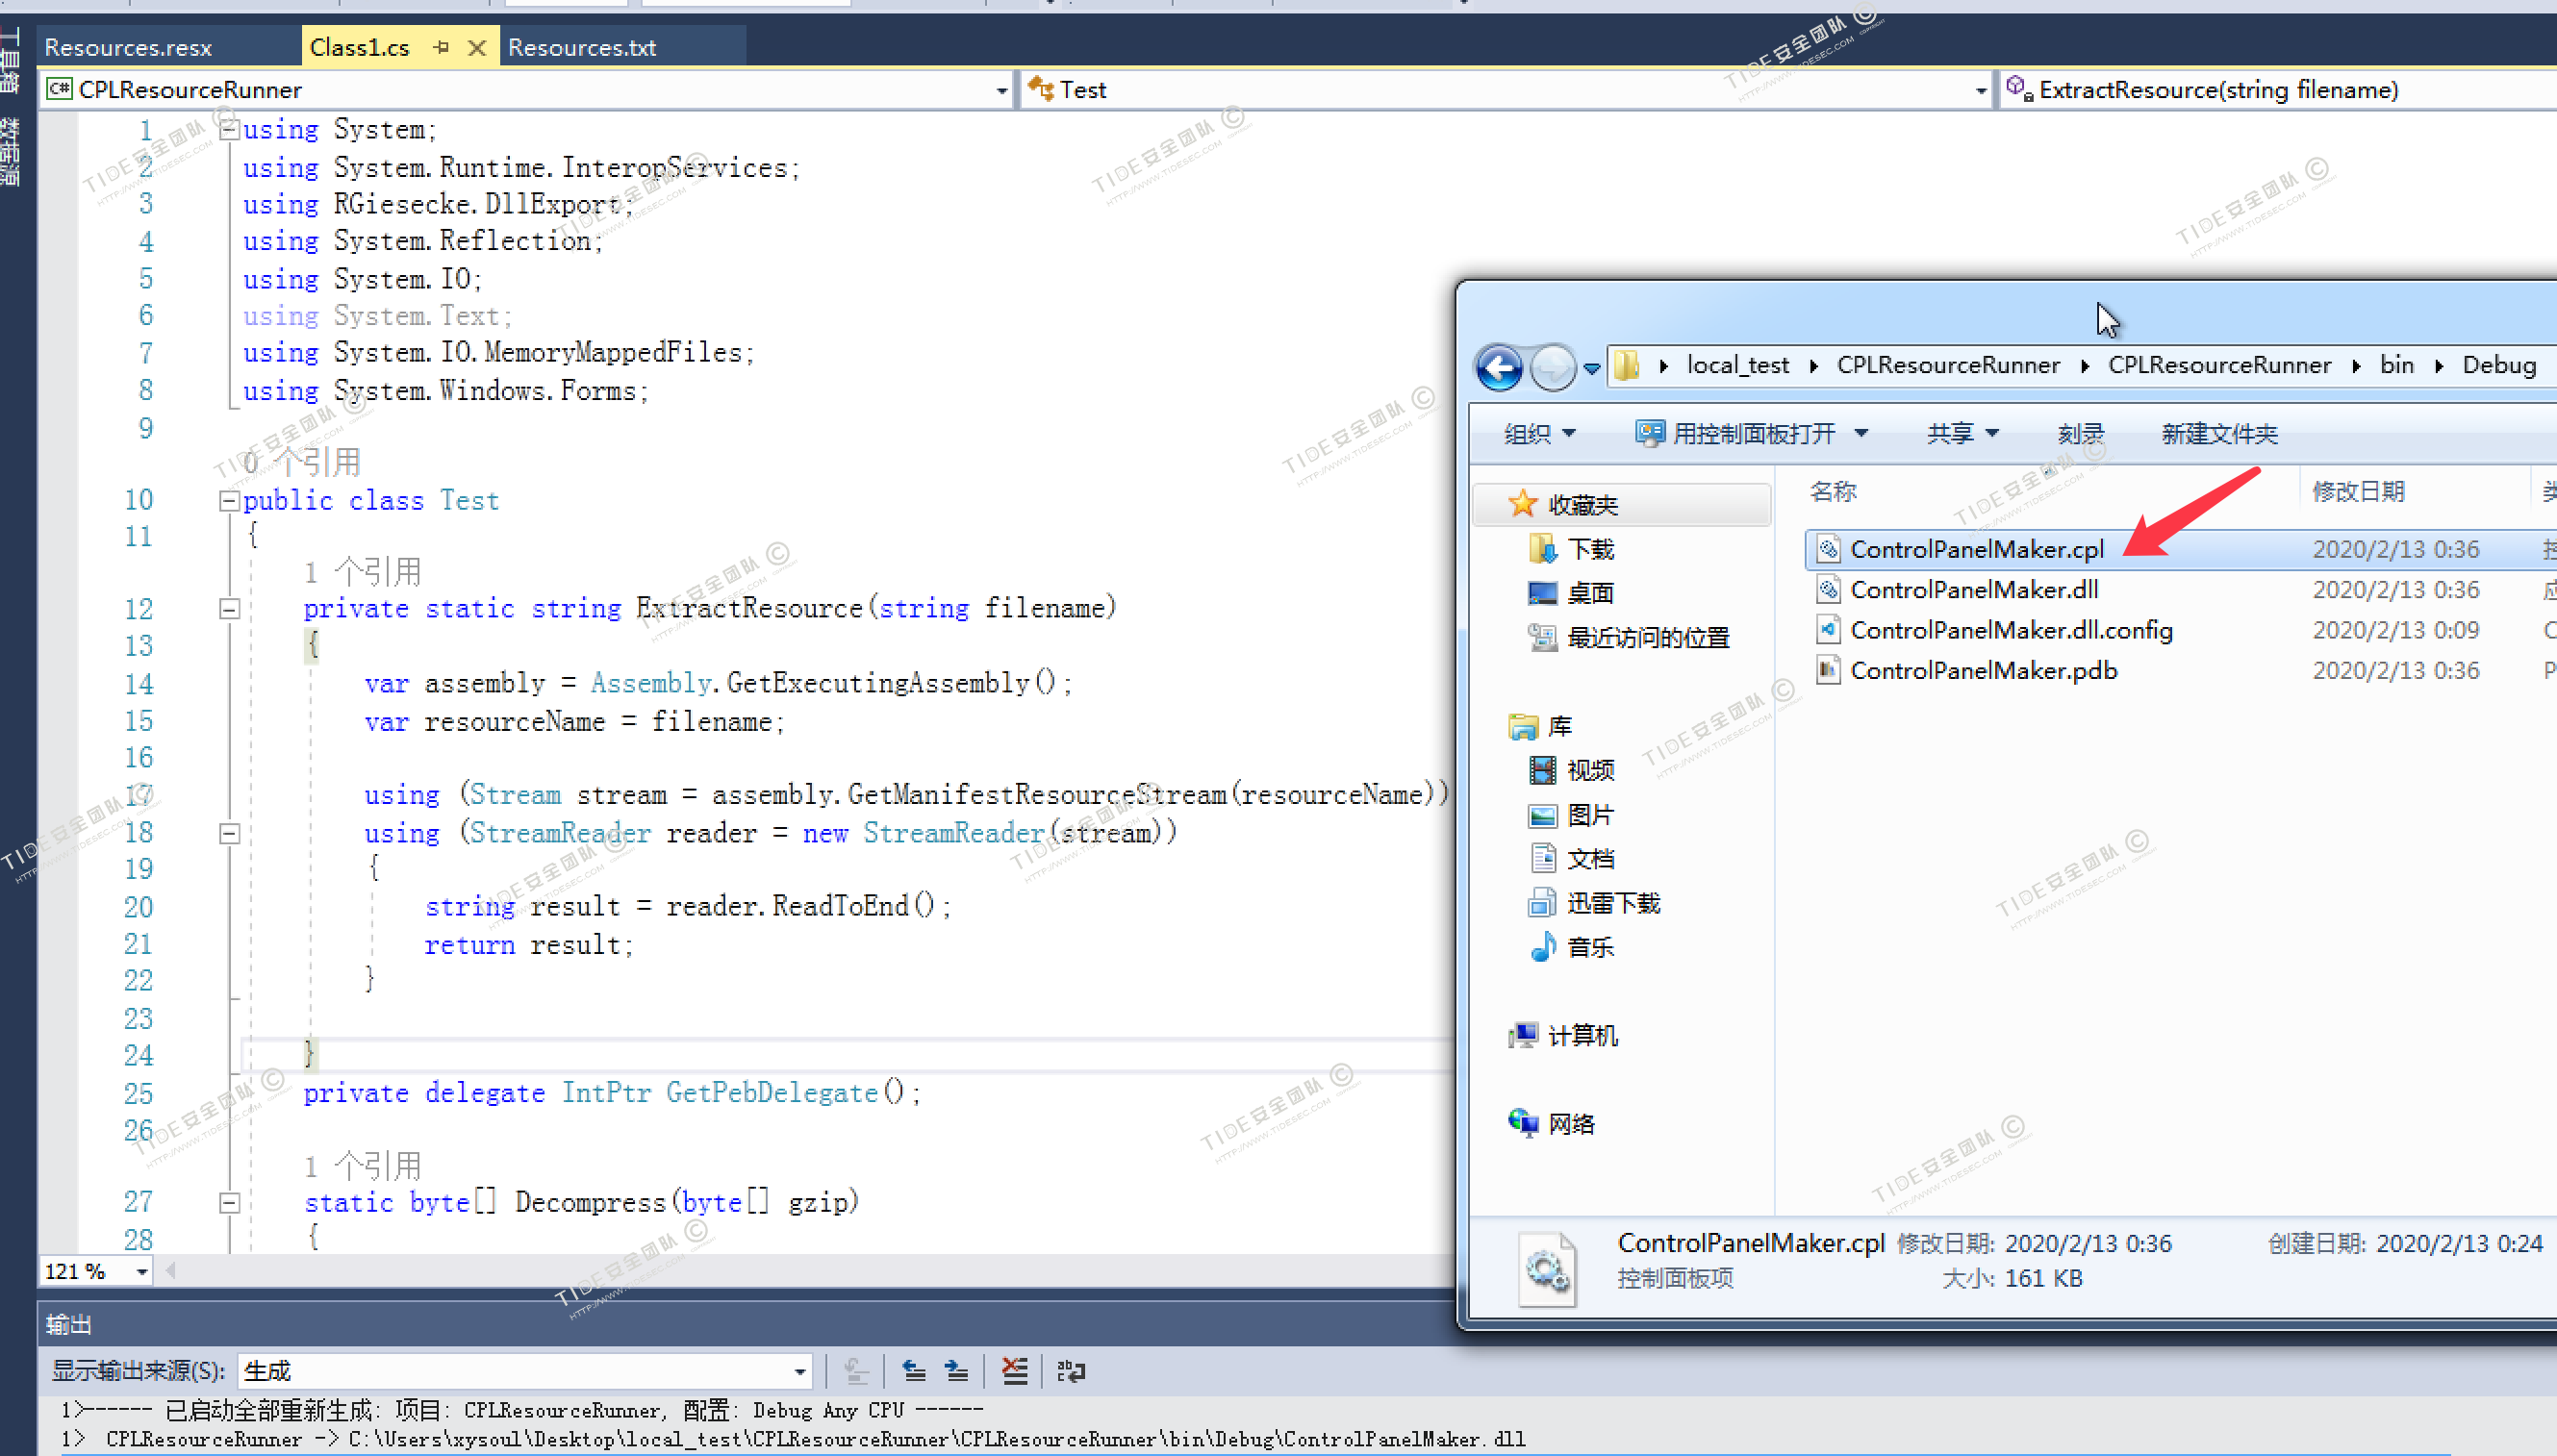 工具箱
数据源
Resources.resx
Class1.cs
Resources.txt
CPLResourceRunner
Test
ExtractResource(string filename)
1 using System;
2 using System.Runtime.InteropServices;
3 using RGiesecke.DllExport;
4 using System.Reflection;
5 using System.IO;
6 using System.Text;
7 using System.IO.MemoryMappedFiles;
8 using System.Windows.Forms;
9
0 个引用
10 public class Test
11 {
1 个引用
12 private static string ExtractResource(string filename)
13 {
14 var assembly = Assembly.GetExecutingAssembly();
15 var resourceName = filename;
16
17 using (Stream stream = assembly.GetManifestResourceStream(resourceName))
18 using (StreamReader reader = new StreamReader(stream))
19 {
20 string result = reader.ReadToEnd();
21 return result;
22 }
23
24 }
25 private delegate IntPtr GetPebDelegate();
26
1 个引用
27 static byte[] Decompress(byte[] gzip)
28 {
121 %
输出
显示输出来源(S): 生成
1>------ 已启动全部重新生成: 项目: CPLResourceRunner, 配置: Debug Any CPU ------
1> CPLResourceRunner -> C:\Users\xysoul\Desktop\local_test\CPLResourceRunner\CPLResourceRunner\bin\Debug\ControlPanelMaker.dll
local_test CPLResourceRunner CPLResourceRunner bin Debug
组织 用控制面板打开 共享 刻录 新建文件夹
收藏夹
下载
桌面
最近访问的位置
库
视频
图片
文档
迅雷下载
音乐
计算机
网络
名称 修改日期
ControlPanelMaker.cpl 2020/2/13 0:36
ControlPanelMaker.dll 2020/2/13 0:36
ControlPanelMaker.dll.config 2020/2/13 0:09
ControlPanelMaker.pdb 2020/2/13 0:36
ControlPanelMaker.cpl 修改日期: 2020/2/13 0:36 创建日期: 2020/2/13 0:24
控制面板项 大小: 161 KB
TIDE安全团队 ©
HTTP://WWW.TIDESEC.COM